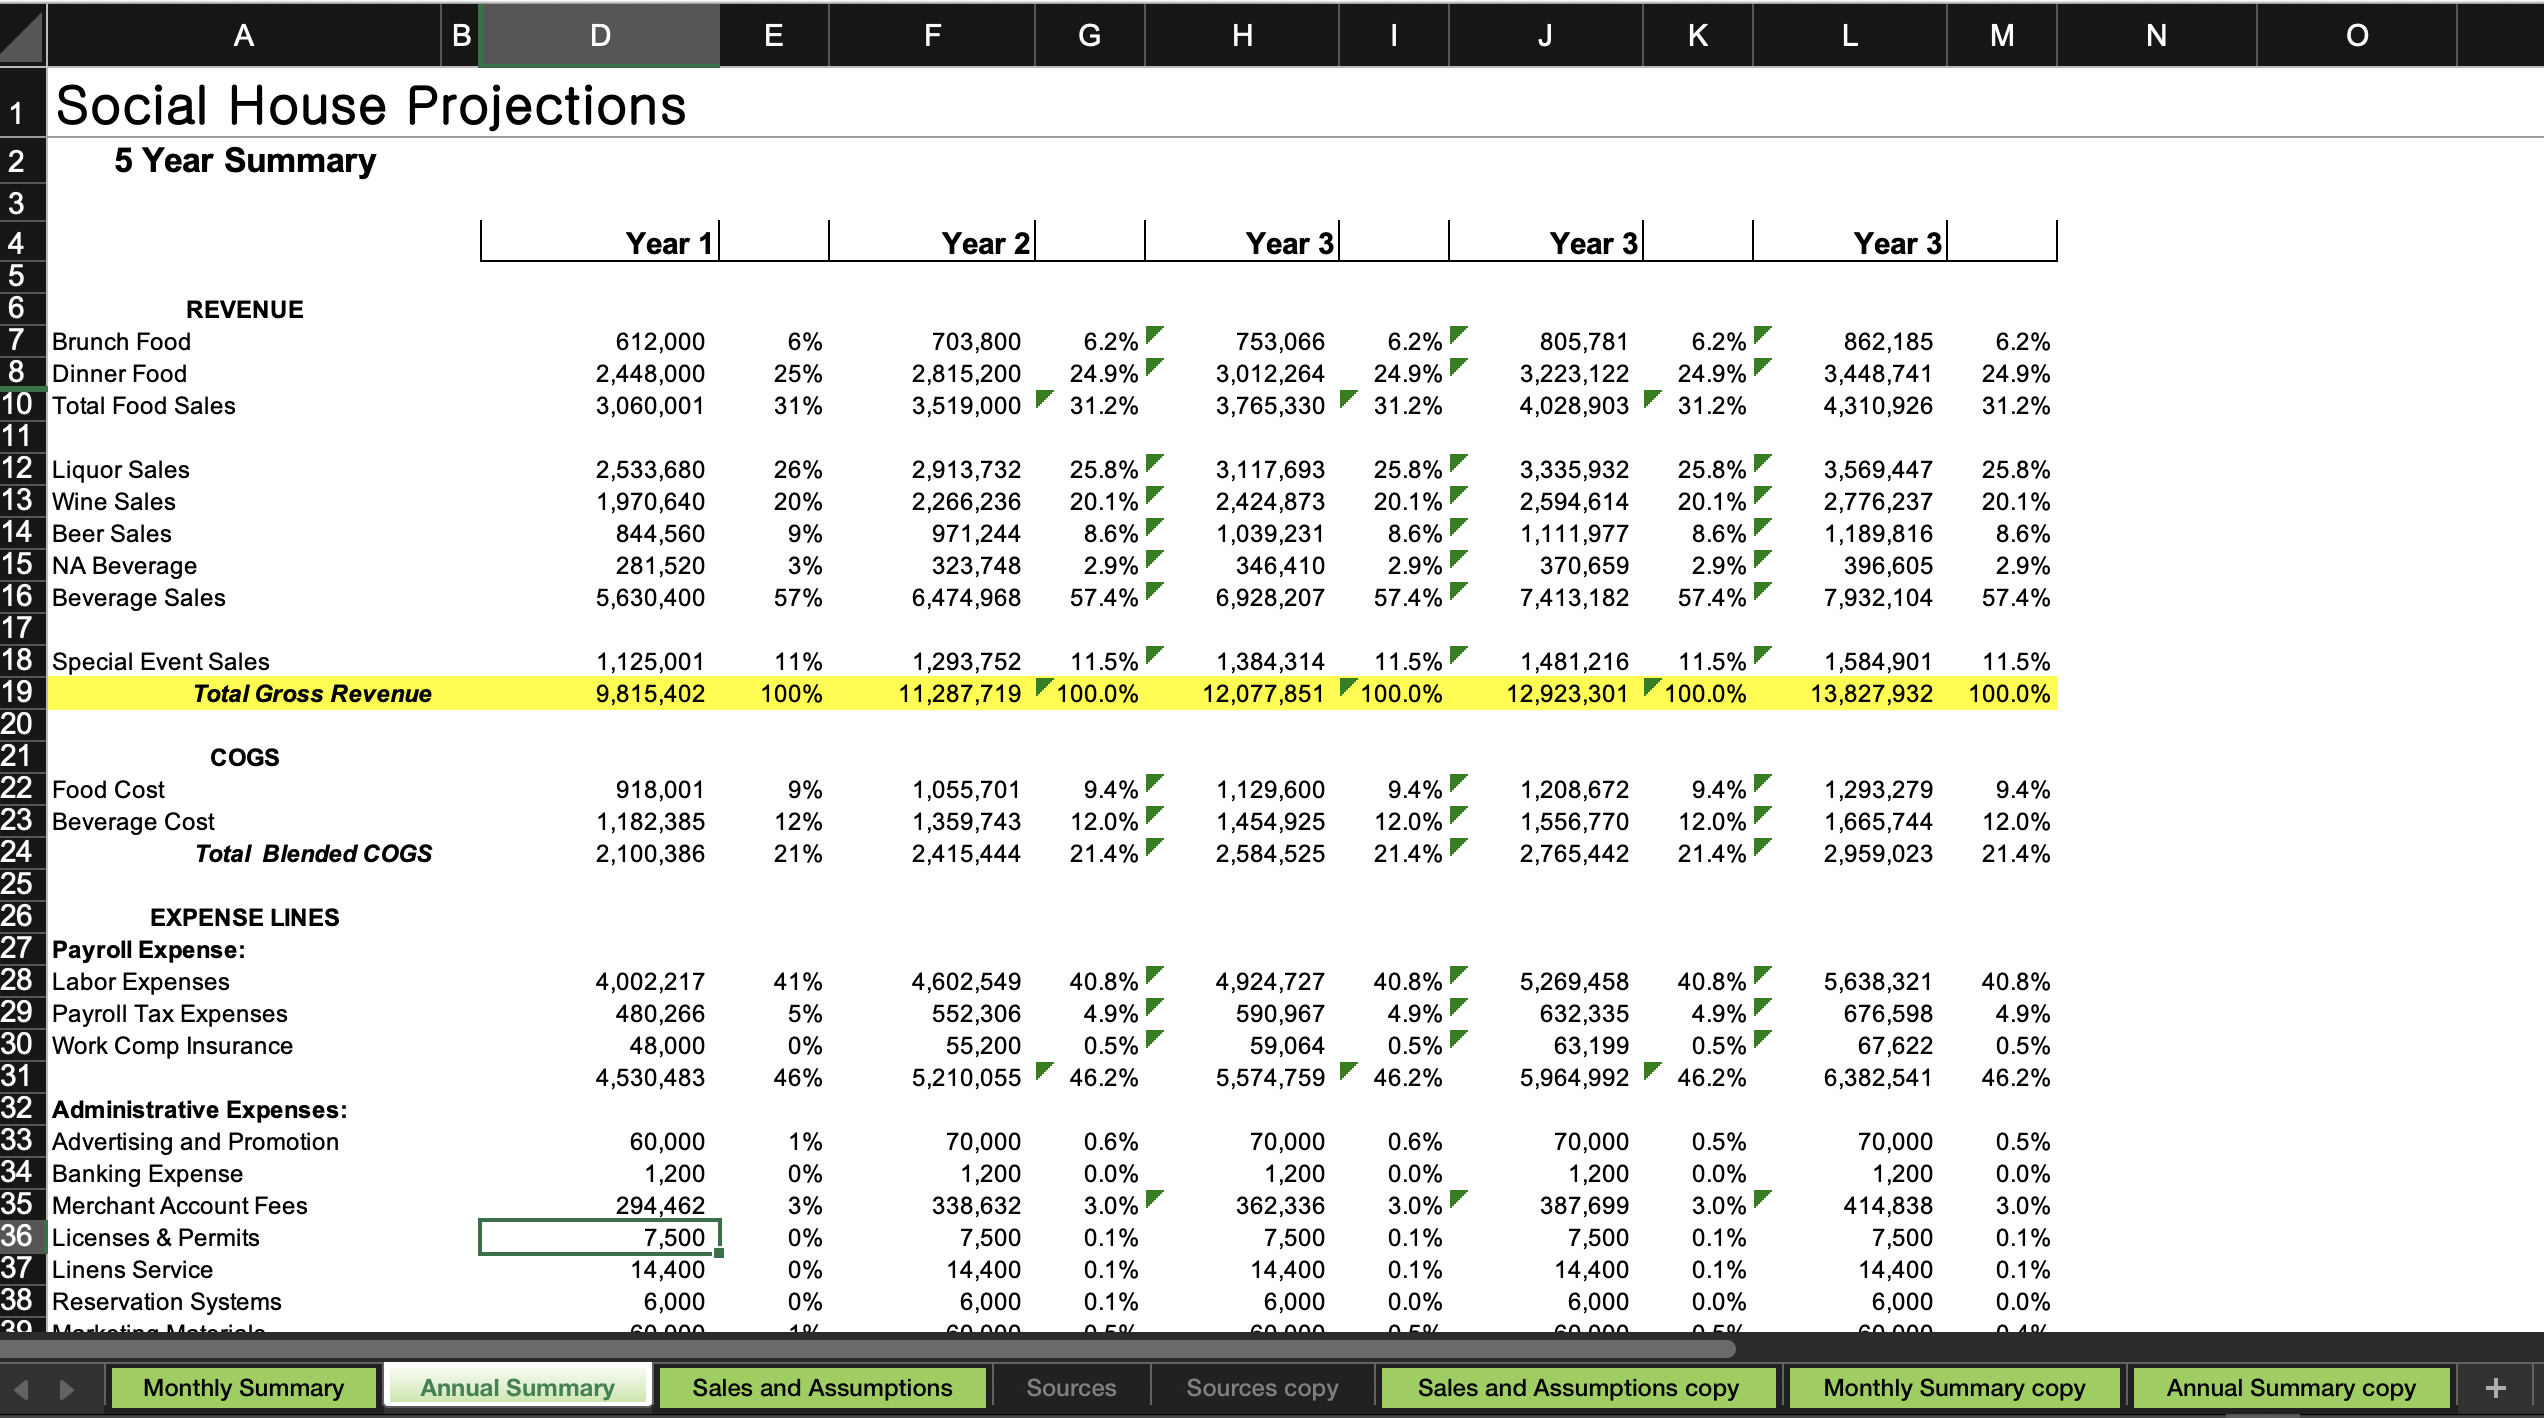 A B D E F G H I J K L M N O
1 Social House Projections
2 5 Year Summary
3
4 Year 1 Year 2 Year 3 Year 3 Year 3
5
6 REVENUE
7 Brunch Food 612,000 6% 703,800 6.2% 753,066 6.2% 805,781 6.2% 862,185 6.2%
8 Dinner Food 2,448,000 25% 2,815,200 24.9% 3,012,264 24.9% 3,223,122 24.9% 3,448,741 24.9%
10 Total Food Sales 3,060,001 31% 3,519,000 31.2% 3,765,330 31.2% 4,028,903 31.2% 4,310,926 31.2%
11
12 Liquor Sales 2,533,680 26% 2,913,732 25.8% 3,117,693 25.8% 3,335,932 25.8% 3,569,447 25.8%
13 Wine Sales 1,970,640 20% 2,266,236 20.1% 2,424,873 20.1% 2,594,614 20.1% 2,776,237 20.1%
14 Beer Sales 844,560 9% 971,244 8.6% 1,039,231 8.6% 1,111,977 8.6% 1,189,816 8.6%
15 NA Beverage 281,520 3% 323,748 2.9% 346,410 2.9% 370,659 2.9% 396,605 2.9%
16 Beverage Sales 5,630,400 57% 6,474,968 57.4% 6,928,207 57.4% 7,413,182 57.4% 7,932,104 57.4%
17
18 Special Event Sales 1,125,001 11% 1,293,752 11.5% 1,384,314 11.5% 1,481,216 11.5% 1,584,901 11.5%
19 Total Gross Revenue 9,815,402 100% 11,287,719 100.0% 12,077,851 100.0% 12,923,301 100.0% 13,827,932 100.0%
20
21 COGS
22 Food Cost 918,001 9% 1,055,701 9.4% 1,129,600 9.4% 1,208,672 9.4% 1,293,279 9.4%
23 Beverage Cost 1,182,385 12% 1,359,743 12.0% 1,454,925 12.0% 1,556,770 12.0% 1,665,744 12.0%
24 Total Blended COGS 2,100,386 21% 2,415,444 21.4% 2,584,525 21.4% 2,765,442 21.4% 2,959,023 21.4%
25
26 EXPENSE LINES
27 Payroll Expense:
28 Labor Expenses 4,002,217 41% 4,602,549 40.8% 4,924,727 40.8% 5,269,458 40.8% 5,638,321 40.8%
29 Payroll Tax Expenses 480,266 5% 552,306 4.9% 590,967 4.9% 632,335 4.9% 676,598 4.9%
30 Work Comp Insurance 48,000 0% 55,200 0.5% 59,064 0.5% 63,199 0.5% 67,622 0.5%
31 4,530,483 46% 5,210,055 46.2% 5,574,759 46.2% 5,964,992 46.2% 6,382,541 46.2%
32 Administrative Expenses:
33 Advertising and Promotion 60,000 1% 70,000 0.6% 70,000 0.6% 70,000 0.5% 70,000 0.5%
34 Banking Expense 1,200 0% 1,200 0.0% 1,200 0.0% 1,200 0.0% 1,200 0.0%
35 Merchant Account Fees 294,462 3% 338,632 3.0% 362,336 3.0% 387,699 3.0% 414,838 3.0%
36 Licenses & Permits 7,500 0% 7,500 0.1% 7,500 0.1% 7,500 0.1% 7,500 0.1%
37 Linens Service 14,400 0% 14,400 0.1% 14,400 0.1% 14,400 0.1% 14,400 0.1%
38 Reservation Systems 6,000 0% 6,000 0.1% 6,000 0.0% 6,000 0.0% 6,000 0.0%
39 Marketing Materials 60,000 1% 60,000 0.5% 60,000 0.5% 60,000 0.5% 60,000 0.4%
Monthly Summary Annual Summary Sales and Assumptions Sources Sources copy Sales and Assumptions copy Monthly Summary copy Annual Summary copy +